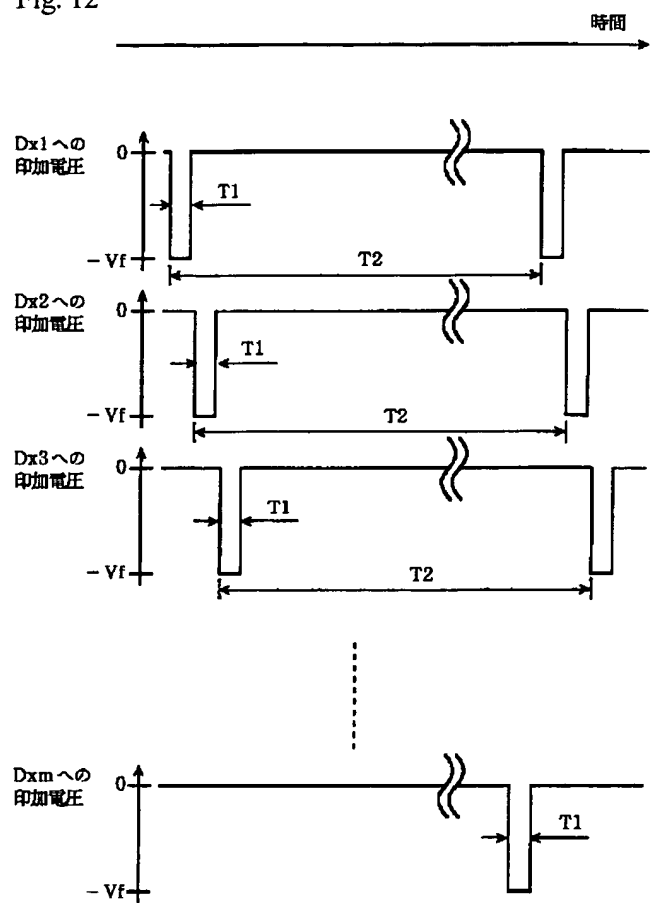 Fig. 12
時間
Dx1への
印加電圧
0
T1
－Vf
T2
Dx2への
印加電圧
0
T1
－Vf
T2
Dx3への
印加電圧
0
T1
－Vf
T2
Dxmへの
印加電圧
0
T1
－Vf